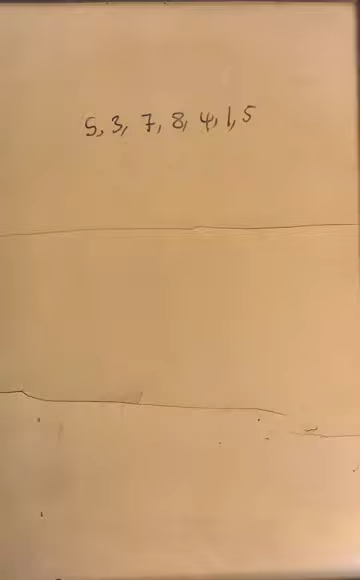 5, 3, 7, 8, 4, 1, 5